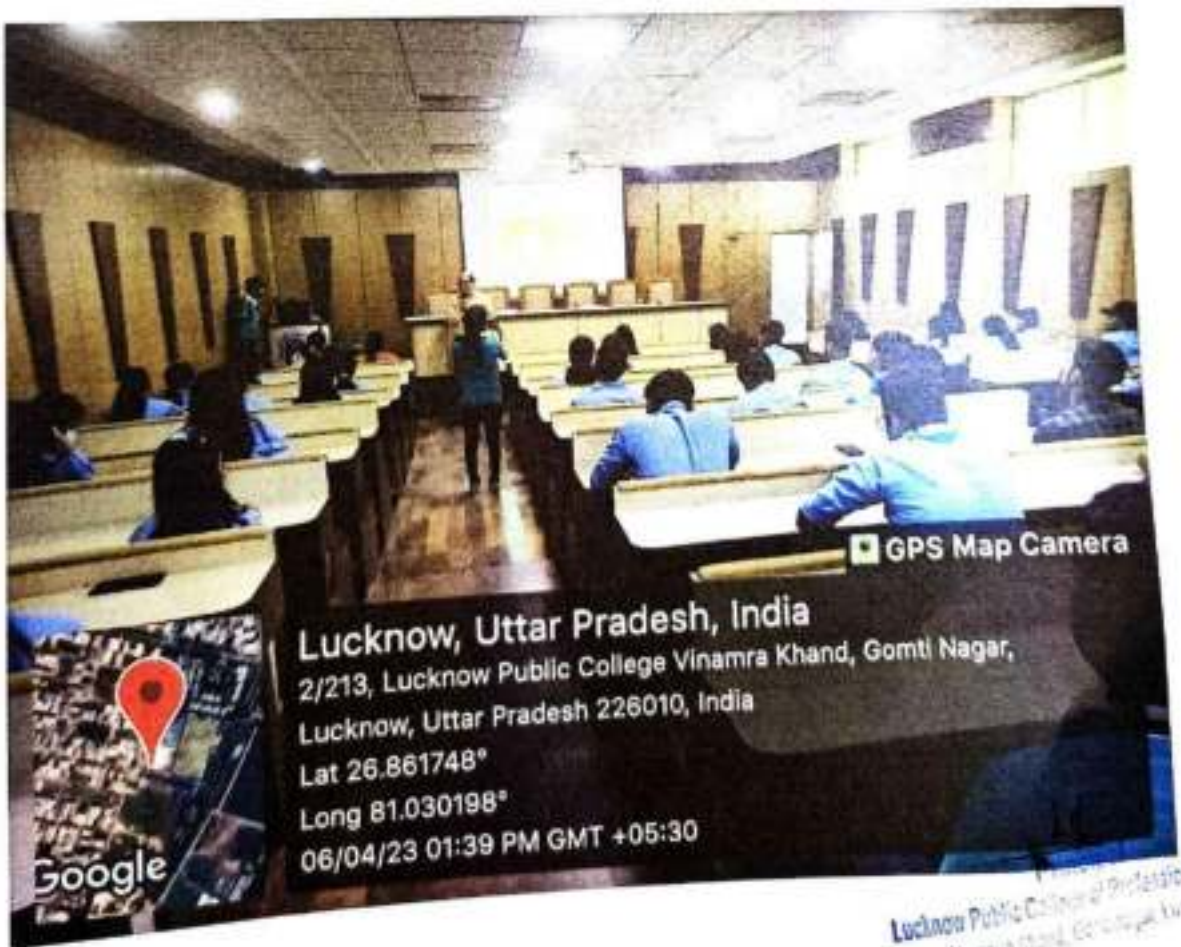 GPS Map Camera
Lucknow, Uttar Pradesh, India
2/213, Lucknow Public College Vinamra Khand, Gomti Nagar,
Lucknow, Uttar Pradesh 226010, India
Lat 26.861748°
Long 81.030198°
06/04/23 01:39 PM GMT +05:30
Google
Lucknow Public College of